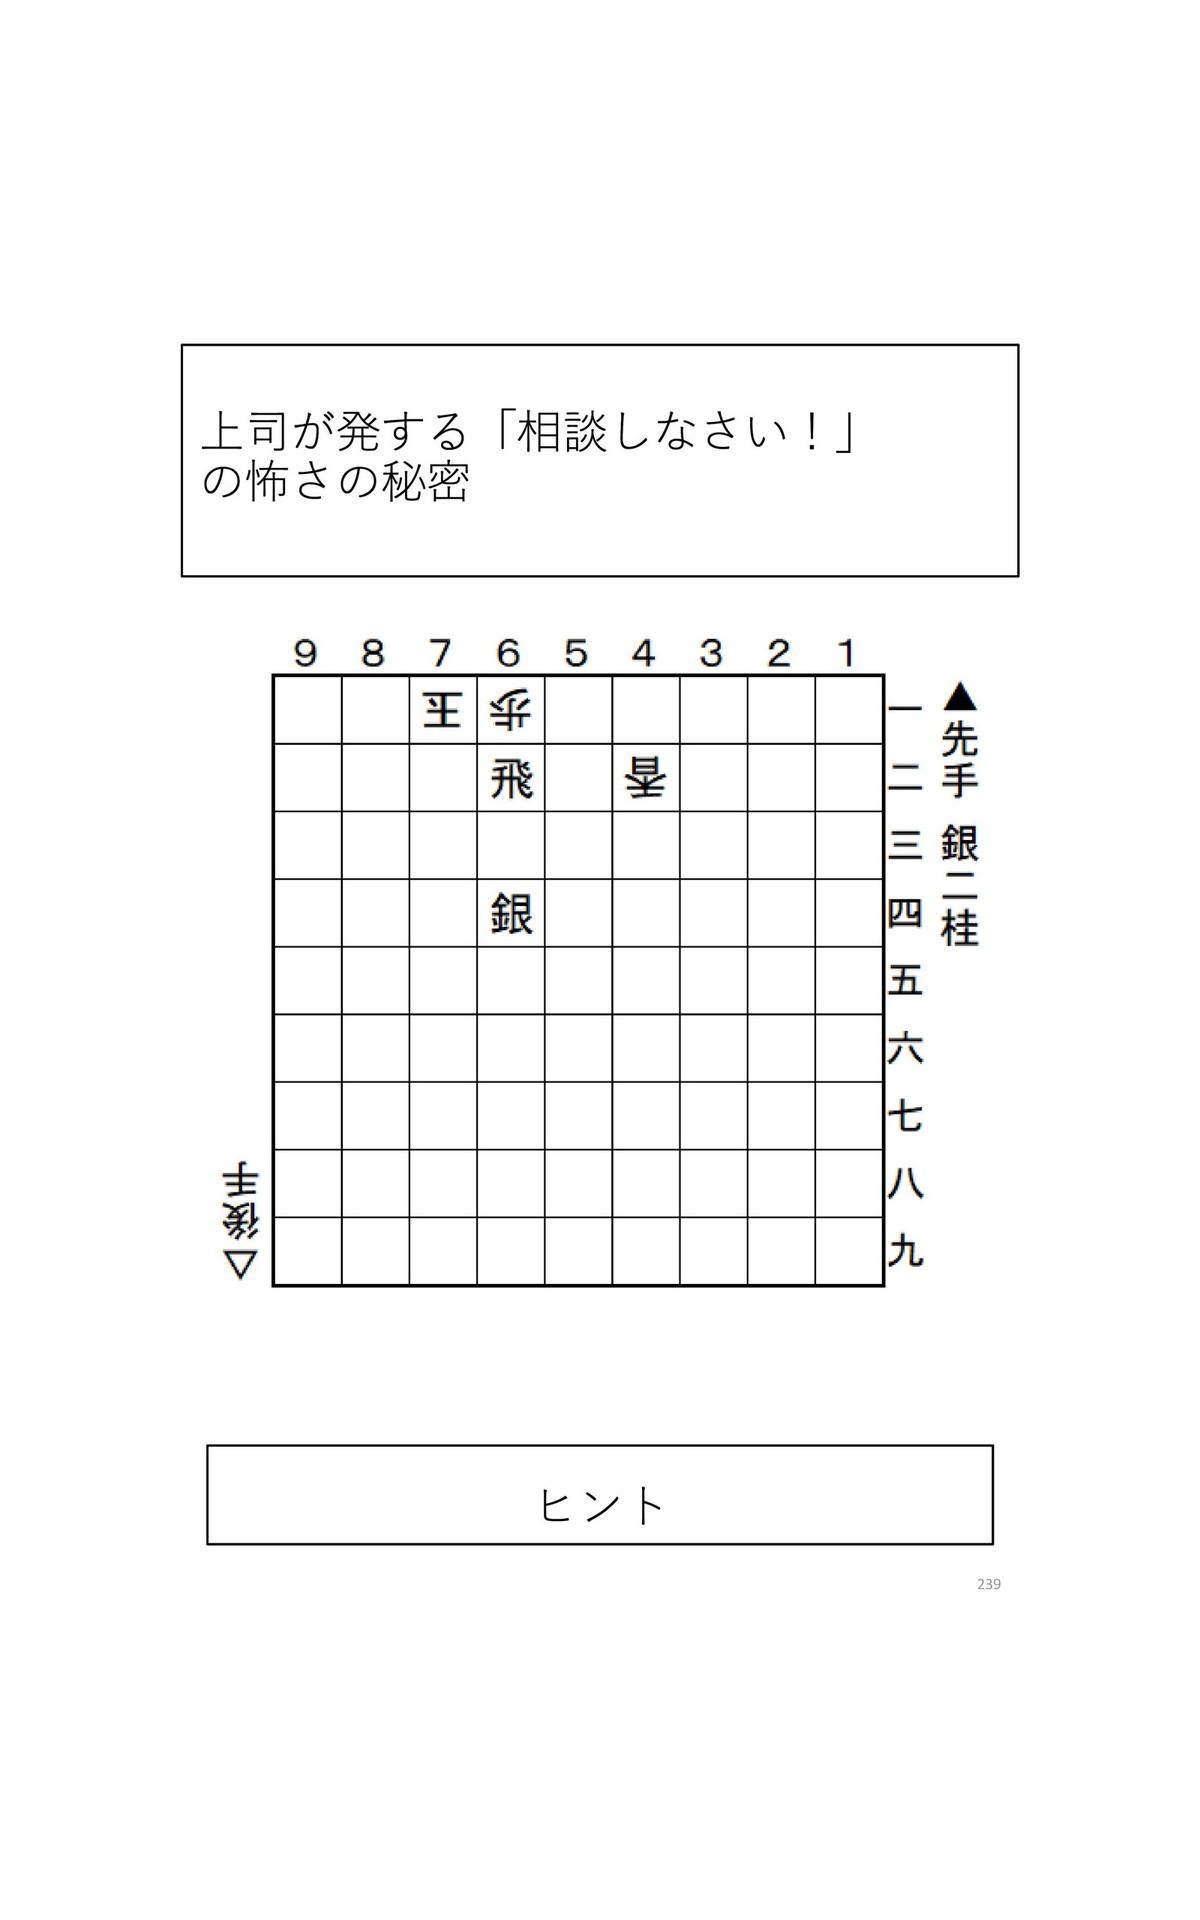 上司が発する「相談しなさい！」
の怖さの秘密
9 8 7 6 5 4 3 2 1
王 歩 一
飛 香 二
三
銀 四
五
六
七
八
九
▲先手 銀二桂
△後手
ヒント
239